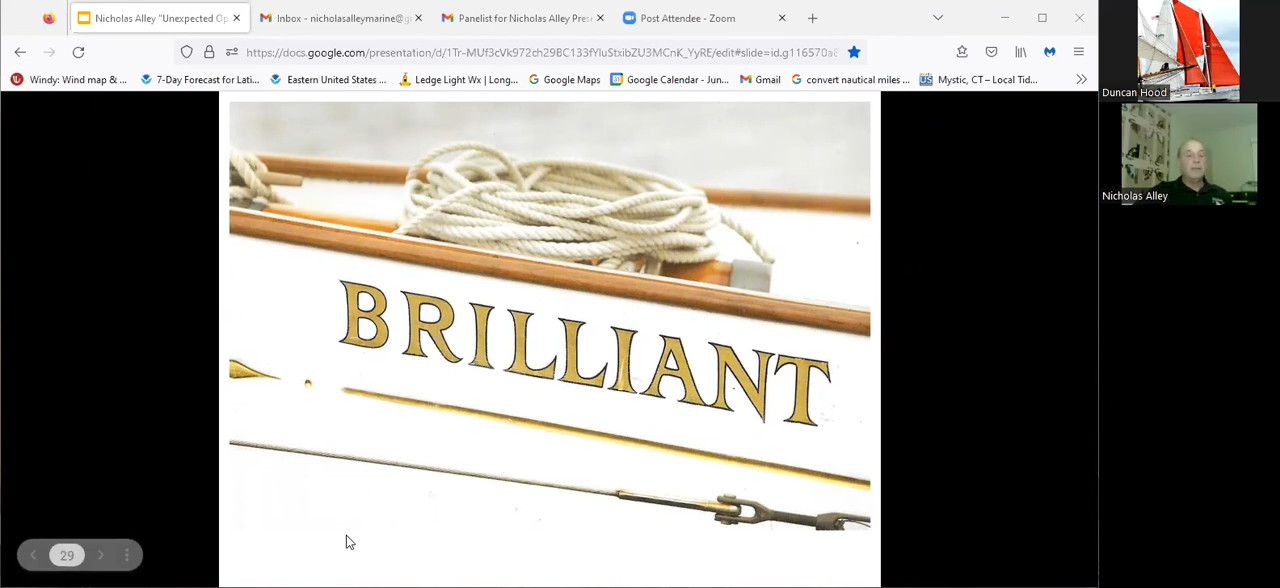 Nicholas Alley "Unexpected Op
Inbox - nicholasalleymarine@g
Panelist for Nicholas Alley Pres
Post Attendee - Zoom
https://docs.google.com/presentation/d/1Tr-MUf3cVk972ch29BC133fYluStxibZU3MCnK_YyRE/edit#slide=id.g116570a
Windy: Wind map & ...
7-Day Forecast for Lati...
Eastern United States ...
Ledge Light Wx | Long...
Google Maps
Google Calendar - Jun...
Gmail
convert nautical miles ...
Mystic, CT – Local Tid...
Duncan Hood
Nicholas Alley
BRILLIANT
29